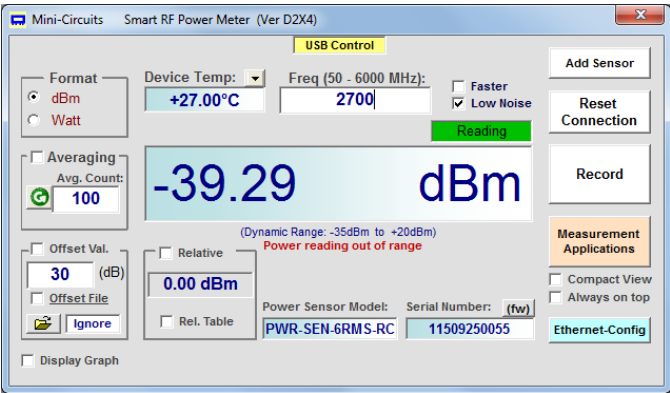 Mini-Circuits Smart RF Power Meter (Ver D2X4)
USB Control
Format
dBm
Watt
Device Temp:
+27.00°C
Freq (50 - 6000 MHz):
2700
Faster
Low Noise
Reading
Add Sensor
Reset
Connection
Averaging
Avg. Count:
100
-39.29 dBm
Record
(Dynamic Range: -35dBm to +20dBm)
Power reading out of range
Measurement
Applications
Offset Val.
30 (dB)
Offset File
Ignore
Relative
0.00 dBm
Rel. Table
Power Sensor Model:
PWR-SEN-6RMS-RC
Serial Number: (fw)
11509250055
Compact View
Always on top
Ethernet-Config
Display Graph